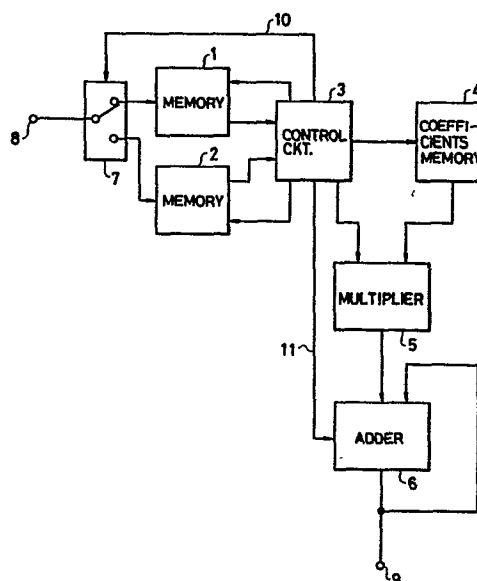 10
1
MEMORY
3
CONTROL
CKT.
4
COEFFI-
CIENTS
MEMORY
8
7
2
MEMORY
MULTIPLIER
5
11
ADDER
6
9